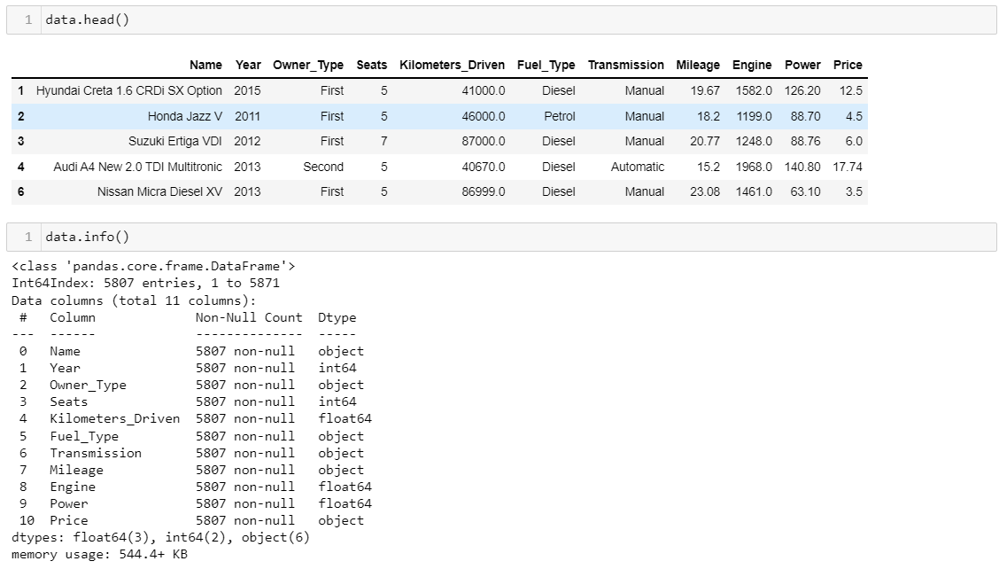 1 data.head()
Name Year Owner_Type Seats Kilometers_Driven Fuel_Type Transmission Mileage Engine Power Price
1 Hyundai Creta 1.6 CRDi SX Option 2015 First 5 41000.0 Diesel Manual 19.67 1582.0 126.20 12.5
2 Honda Jazz V 2011 First 5 46000.0 Petrol Manual 18.2 1199.0 88.70 4.5
3 Suzuki Ertiga VDI 2012 First 7 87000.0 Diesel Manual 20.77 1248.0 88.76 6.0
4 Audi A4 New 2.0 TDI Multitronic 2013 Second 5 40670.0 Diesel Automatic 15.2 1968.0 140.80 17.74
6 Nissan Micra Diesel XV 2013 First 5 86999.0 Diesel Manual 23.08 1461.0 63.10 3.5
1 data.info()
<class 'pandas.core.frame.DataFrame'>
Int64Index: 5807 entries, 1 to 5871
Data columns (total 11 columns):
# Column Non-Null Count Dtype
--- ------ -------------- -----
0 Name 5807 non-null object
1 Year 5807 non-null int64
2 Owner_Type 5807 non-null object
3 Seats 5807 non-null int64
4 Kilometers_Driven 5807 non-null float64
5 Fuel_Type 5807 non-null object
6 Transmission 5807 non-null object
7 Mileage 5807 non-null object
8 Engine 5807 non-null float64
9 Power 5807 non-null float64
10 Price 5807 non-null object
dtypes: float64(3), int64(2), object(6)
memory usage: 544.4+ KB